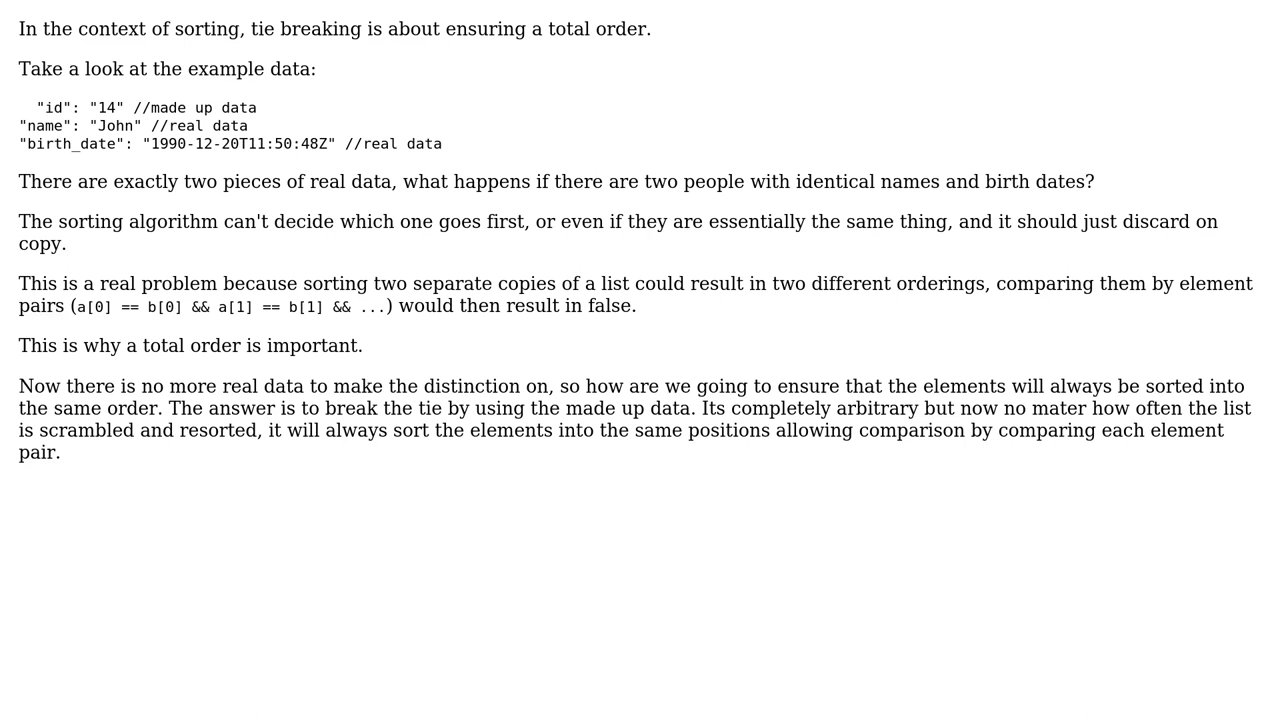 In the context of sorting, tie breaking is about ensuring a total order.
Take a look at the example data:
"id": "14" //made up data
"name": "John" //real data
"birth_date": "1990-12-20T11:50:48Z" //real data
There are exactly two pieces of real data, what happens if there are two people with identical names and birth dates?
The sorting algorithm can't decide which one goes first, or even if they are essentially the same thing, and it should just discard on
copy.
This is a real problem because sorting two separate copies of a list could result in two different orderings, comparing them by element
pairs (a[0] == b[0] && a[1] == b[1] && ...) would then result in false.
This is why a total order is important.
Now there is no more real data to make the distinction on, so how are we going to ensure that the elements will always be sorted into
the same order. The answer is to break the tie by using the made up data. Its completely arbitrary but now no mater how often the list
is scrambled and resorted, it will always sort the elements into the same positions allowing comparison by comparing each element
pair.